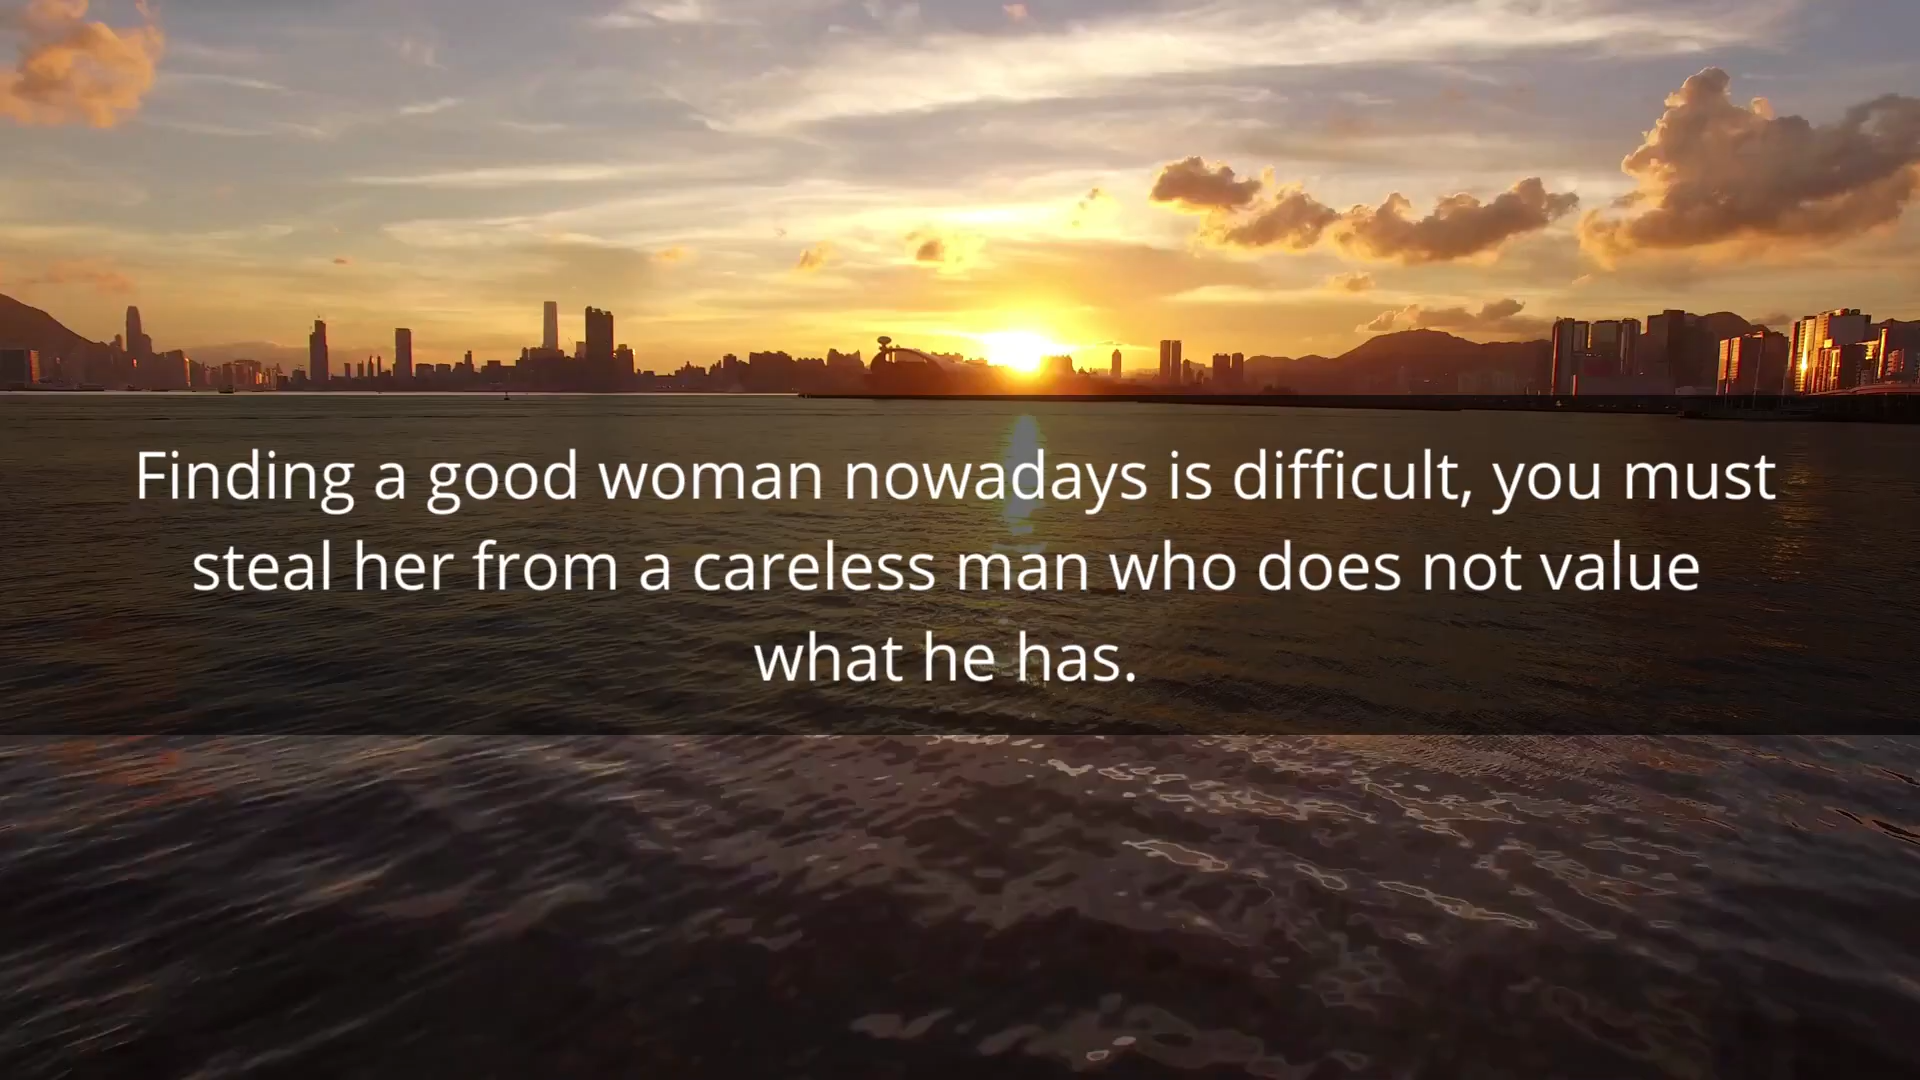 Finding a good woman nowadays is difficult, you must
steal her from a careless man who does not value
what he has.